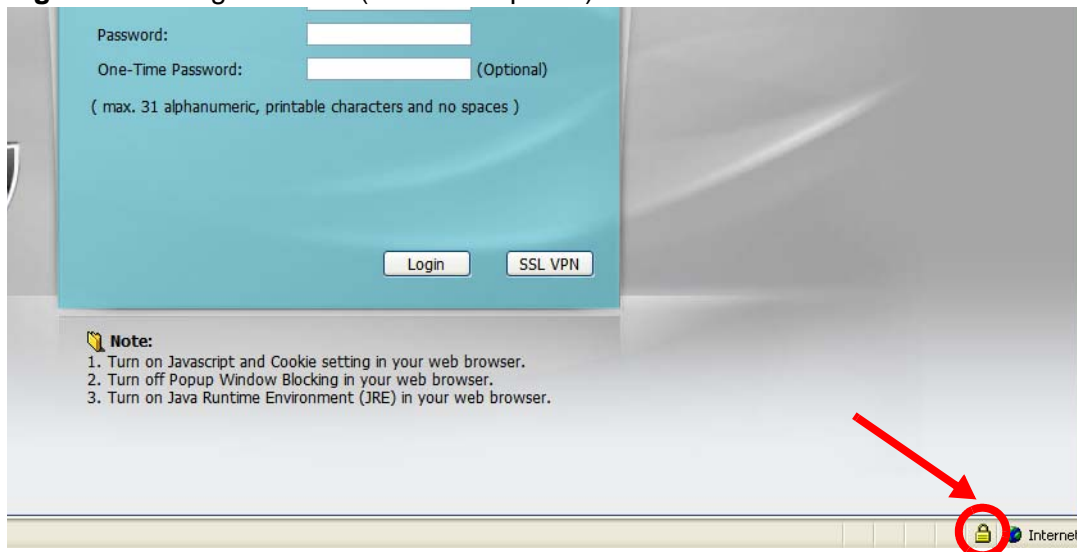 Password:
One-Time Password: (Optional)
( max. 31 alphanumeric, printable characters and no spaces )
Login SSL VPN
Note:
1. Turn on Javascript and Cookie setting in your web browser.
2. Turn off Popup Window Blocking in your web browser.
3. Turn on Java Runtime Environment (JRE) in your web browser.
Internet